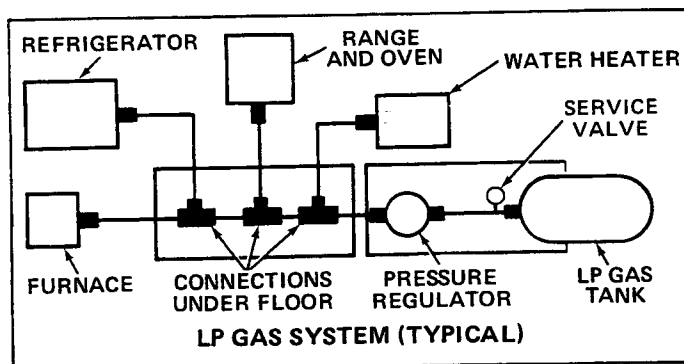 REFRIGERATOR
RANGE
AND OVEN
WATER HEATER
SERVICE
VALVE
FURNACE
CONNECTIONS
UNDER FLOOR
PRESSURE
REGULATOR
LP GAS
TANK
LP GAS SYSTEM (TYPICAL)